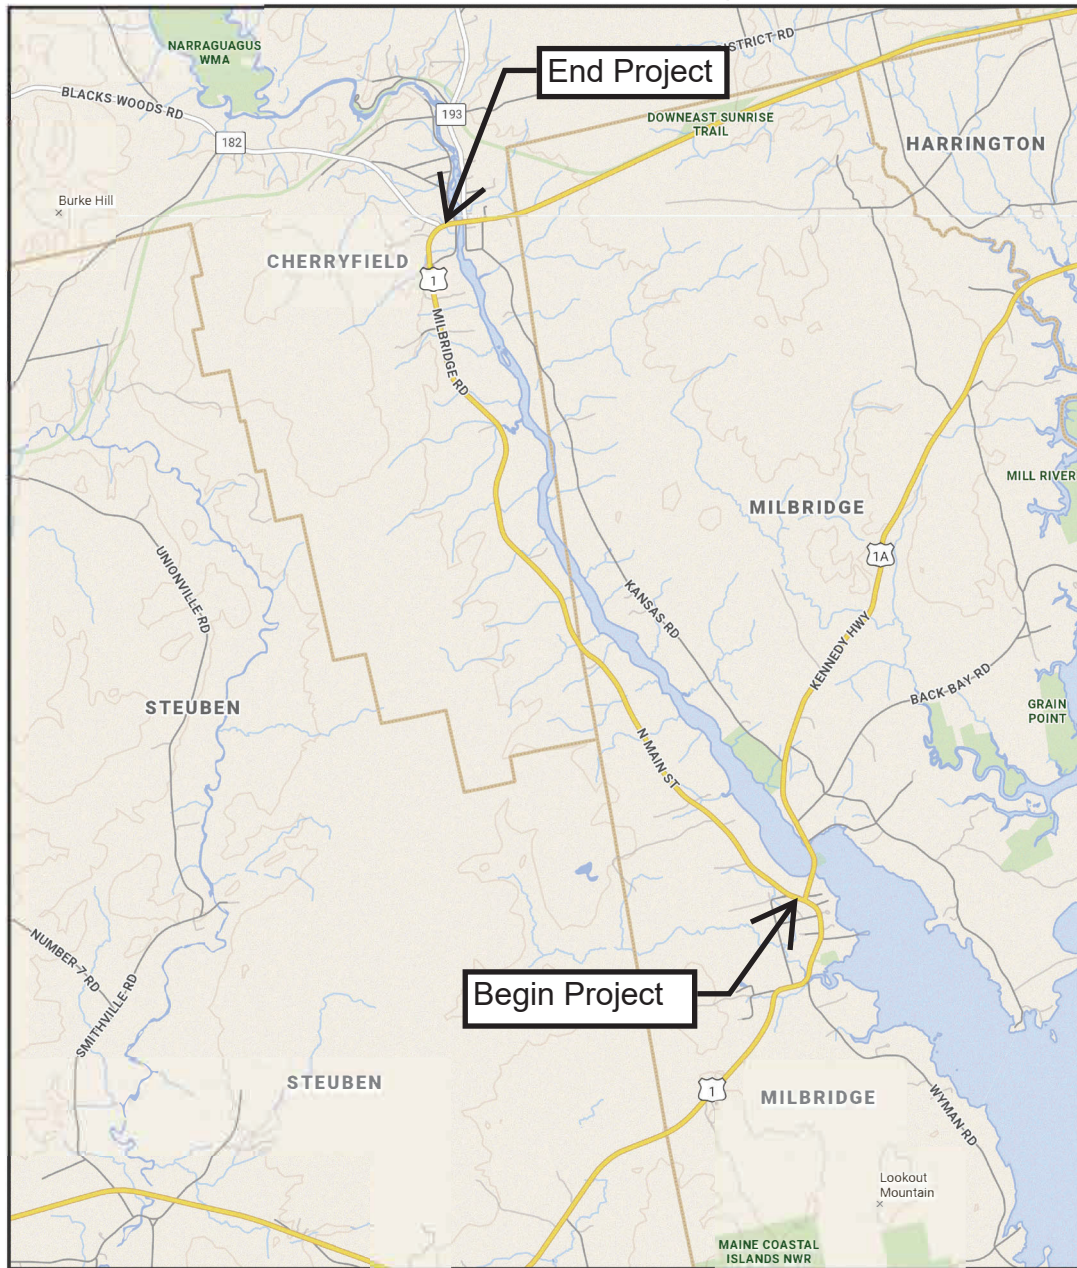 NARRAGUAGUS
WMA
End Project
DISTRICT RD
BLACKS WOODS RD
193
182
DOWNEAST SUNRISE
TRAIL
HARRINGTON
Burke Hill
CHERRYFIELD
1
MILBRIDGE RD
MILL RIVER
MILBRIDGE
1A
UNIONVILLE RD
KANSAS RD
KENNEDY HWY
BACK BAY RD
STEUBEN
GRAIN
POINT
N MAIN ST
NUMBER 7 RD
Begin Project
SMITHVILLE RD
STEUBEN
1
MILBRIDGE
WYMAN RD
Lookout
Mountain
MAINE COASTAL
ISLANDS NWR